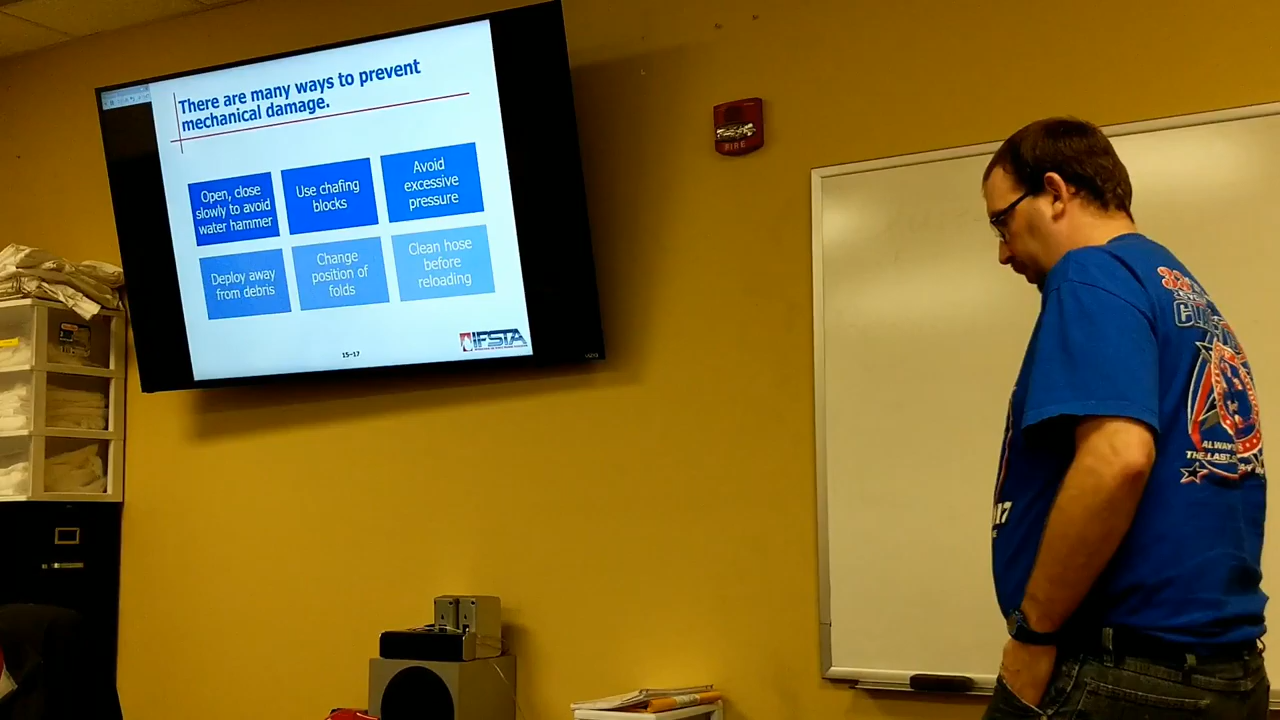 There are many ways to prevent
mechanical damage.
Open, close
slowly to avoid
water hammer
Use chafing
blocks
Avoid
excessive
pressure
Deploy away
from debris
Change
position of
folds
Clean hose
before
reloading
15-17
IFSTA
FIRE
33
ALWAYS
THE LAST
17